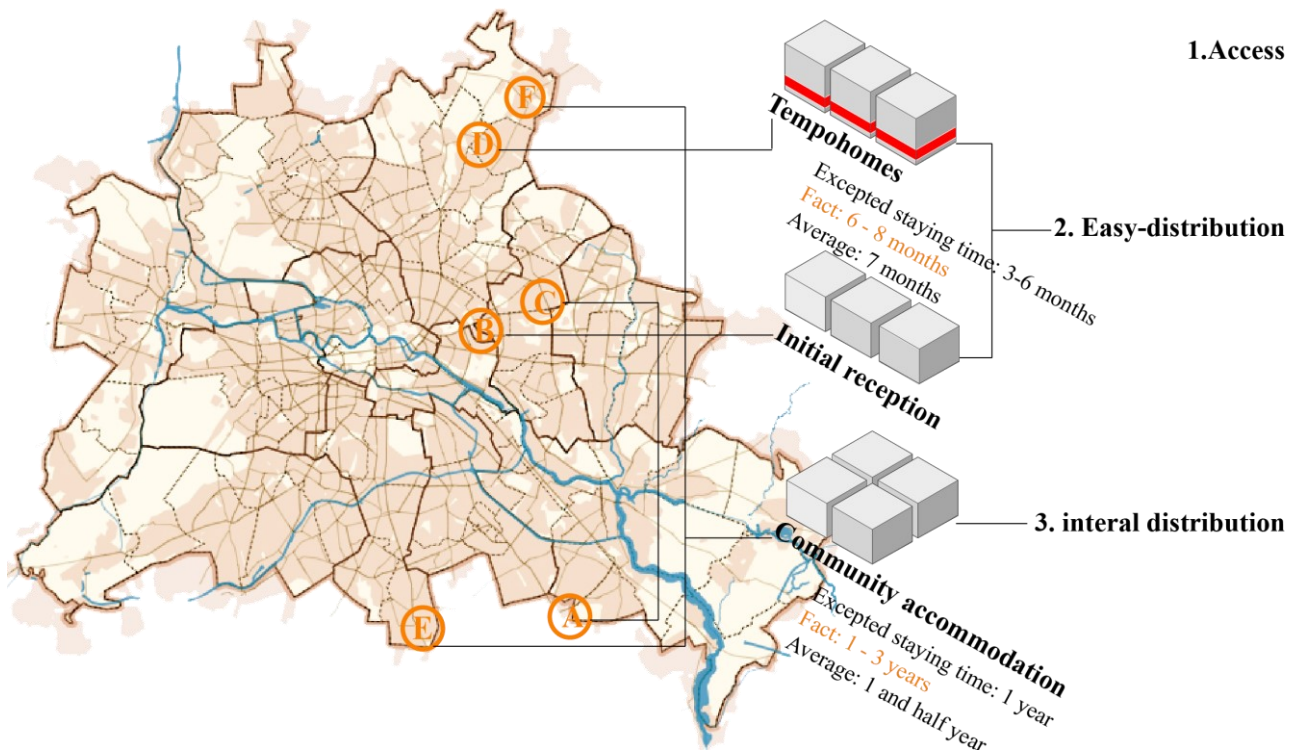 1.Access
F
D
Tempohomes
Excepted staying time: 3-6 months
Fact: 6 - 8 months
Average: 7 months
2. Easy-distribution
C
B
Initial reception
3. interal distribution
Community accommodation
Excepted staying time: 1 year
Fact: 1 - 3 years
Average: 1 and half year
A
E